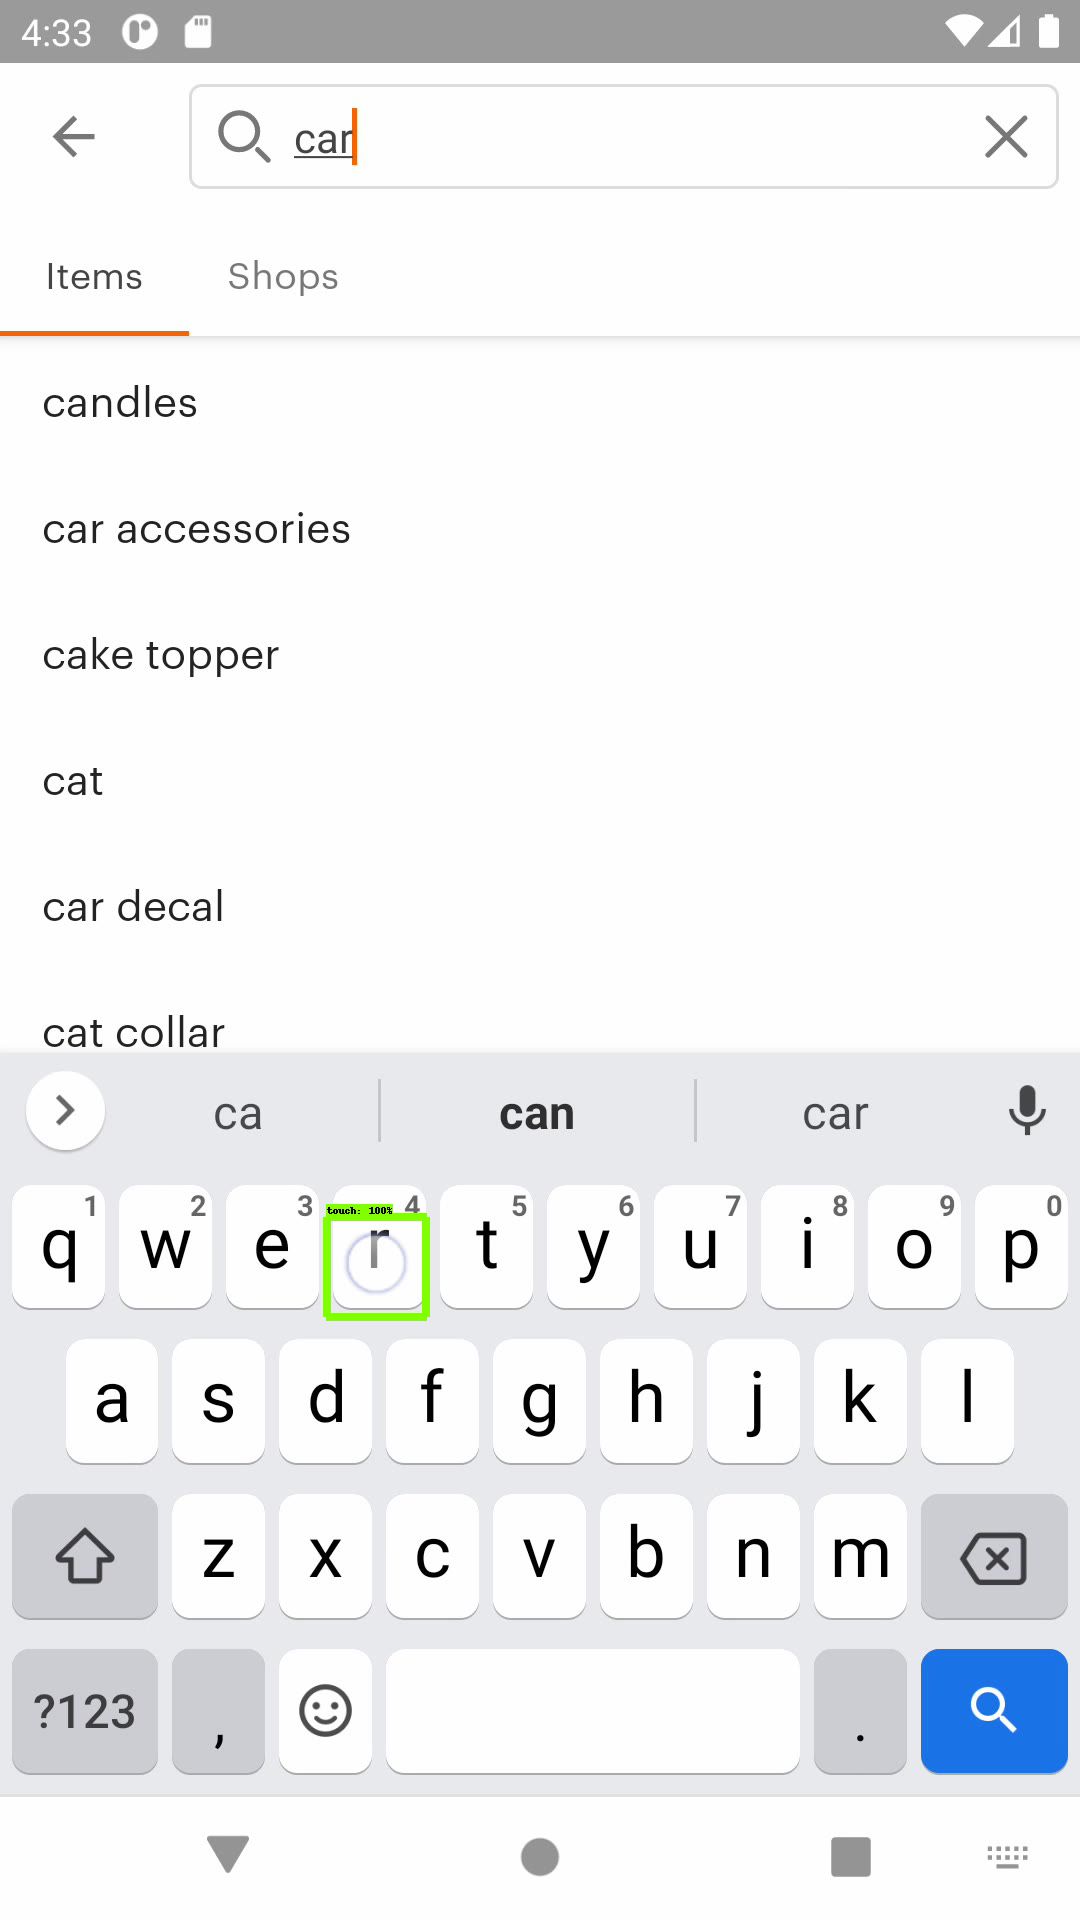 4:33
car
Items Shops
candles
car accessories
cake topper
cat
car decal
cat collar
ca can car
1 2 3 4 5 6 7 8 9 0
touch: 100%
q w e r t y u i o p
a s d f g h j k l
z x c v b n m
?123 , .